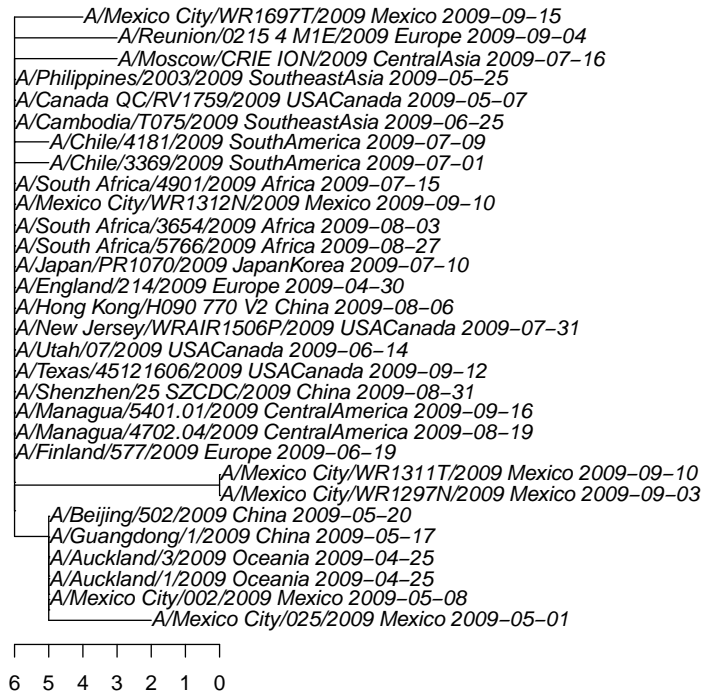 A/Mexico City/WR1697T/2009 Mexico 2009−09−15
A/Reunion/0215 4 M1E/2009 Europe 2009−09−04
A/Moscow/CRIE ION/2009 CentralAsia 2009−07−16
A/Philippines/2003/2009 SoutheastAsia 2009−05−25
A/Canada QC/RV1759/2009 USACanada 2009−05−07
A/Cambodia/T075/2009 SoutheastAsia 2009−06−25
A/Chile/4181/2009 SouthAmerica 2009−07−09
A/Chile/3369/2009 SouthAmerica 2009−07−01
A/South Africa/4901/2009 Africa 2009−07−15
A/Mexico City/WR1312N/2009 Mexico 2009−09−10
A/South Africa/3654/2009 Africa 2009−08−03
A/South Africa/5766/2009 Africa 2009−08−27
A/Japan/PR1070/2009 JapanKorea 2009−07−10
A/England/214/2009 Europe 2009−04−30
A/Hong Kong/H090 770 V2 China 2009−08−06
A/New Jersey/WRAIR1506P/2009 USACanada 2009−07−31
A/Utah/07/2009 USACanada 2009−06−14
A/Texas/45121606/2009 USACanada 2009−09−12
A/Shenzhen/25 SZCDC/2009 China 2009−08−31
A/Managua/5401.01/2009 CentralAmerica 2009−09−16
A/Managua/4702.04/2009 CentralAmerica 2009−08−19
A/Finland/577/2009 Europe 2009−06−19
A/Mexico City/WR1311T/2009 Mexico 2009−09−10
A/Mexico City/WR1297N/2009 Mexico 2009−09−03
A/Beijing/502/2009 China 2009−05−20
A/Guangdong/1/2009 China 2009−05−17
A/Auckland/3/2009 Oceania 2009−04−25
A/Auckland/1/2009 Oceania 2009−04−25
A/Mexico City/002/2009 Mexico 2009−05−08
A/Mexico City/025/2009 Mexico 2009−05−01
6 5 4 3 2 1 0